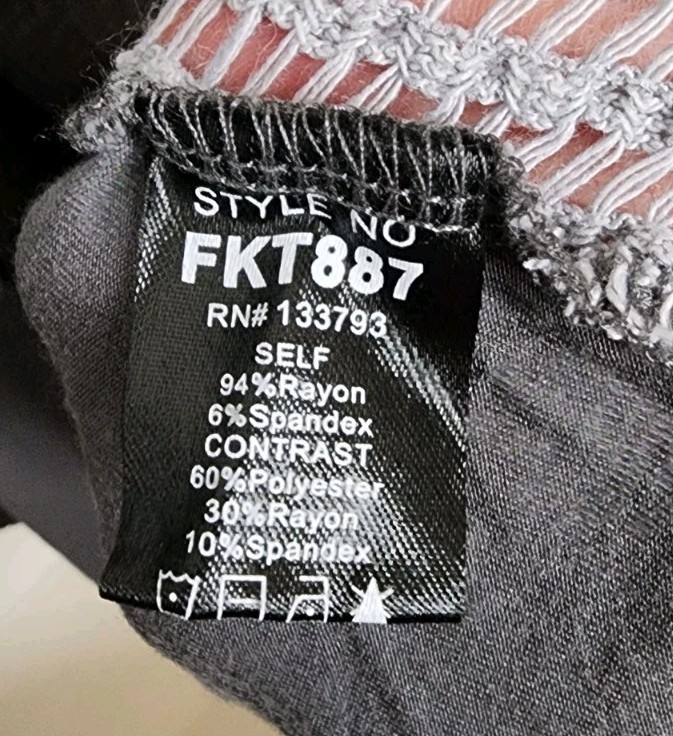 STYLE NO
FKT887
RN# 133793
SELF
94%Rayon
6%Spandex
CONTRAST
60%Polyester
30%Rayon
10%Spandex